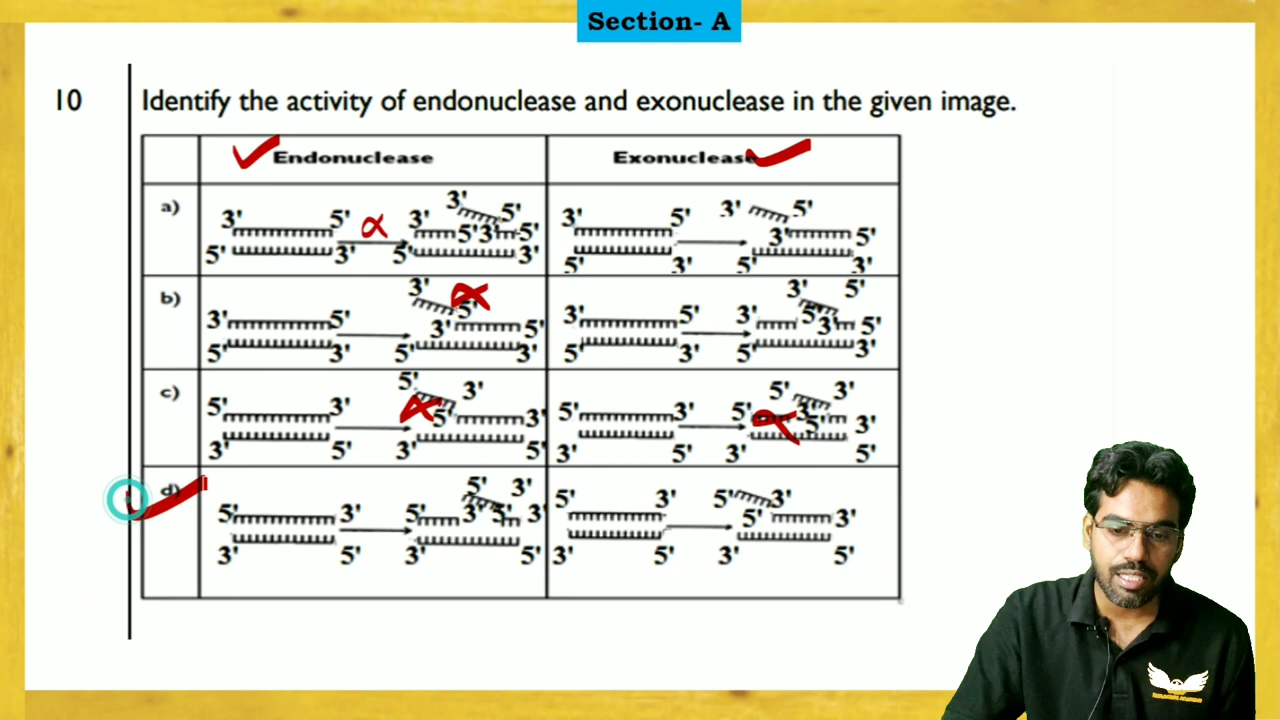 Section- A
10 Identify the activity of endonuclease and exonuclease in the given image.
Endonuclease Exonuclease
a)
3' 5' α 3' 3' 5' 5' 3' 5' 3' 5' 3' 5'
5' 3' 5' 3' 5' 3' 5' 3'
b)
3' 5' 3' 5' 3' 5' 3' 5' 3' 5' 3' 5' 3' 5'
5' 3' 5' 3' 5' 3' 5' 3'
c)
5' 3' 5' 3' 5' 3' 5' 3' 5' 5' 3' 3' 5' 3'
3' 5' 3' 5' 3' 5' 3' 5'
d)
5' 3' 5' 5' 3' 3' 5' 3' 5' 3' 5' 3' 5' 3'
3' 5' 3' 5' 3' 5' 3' 5'